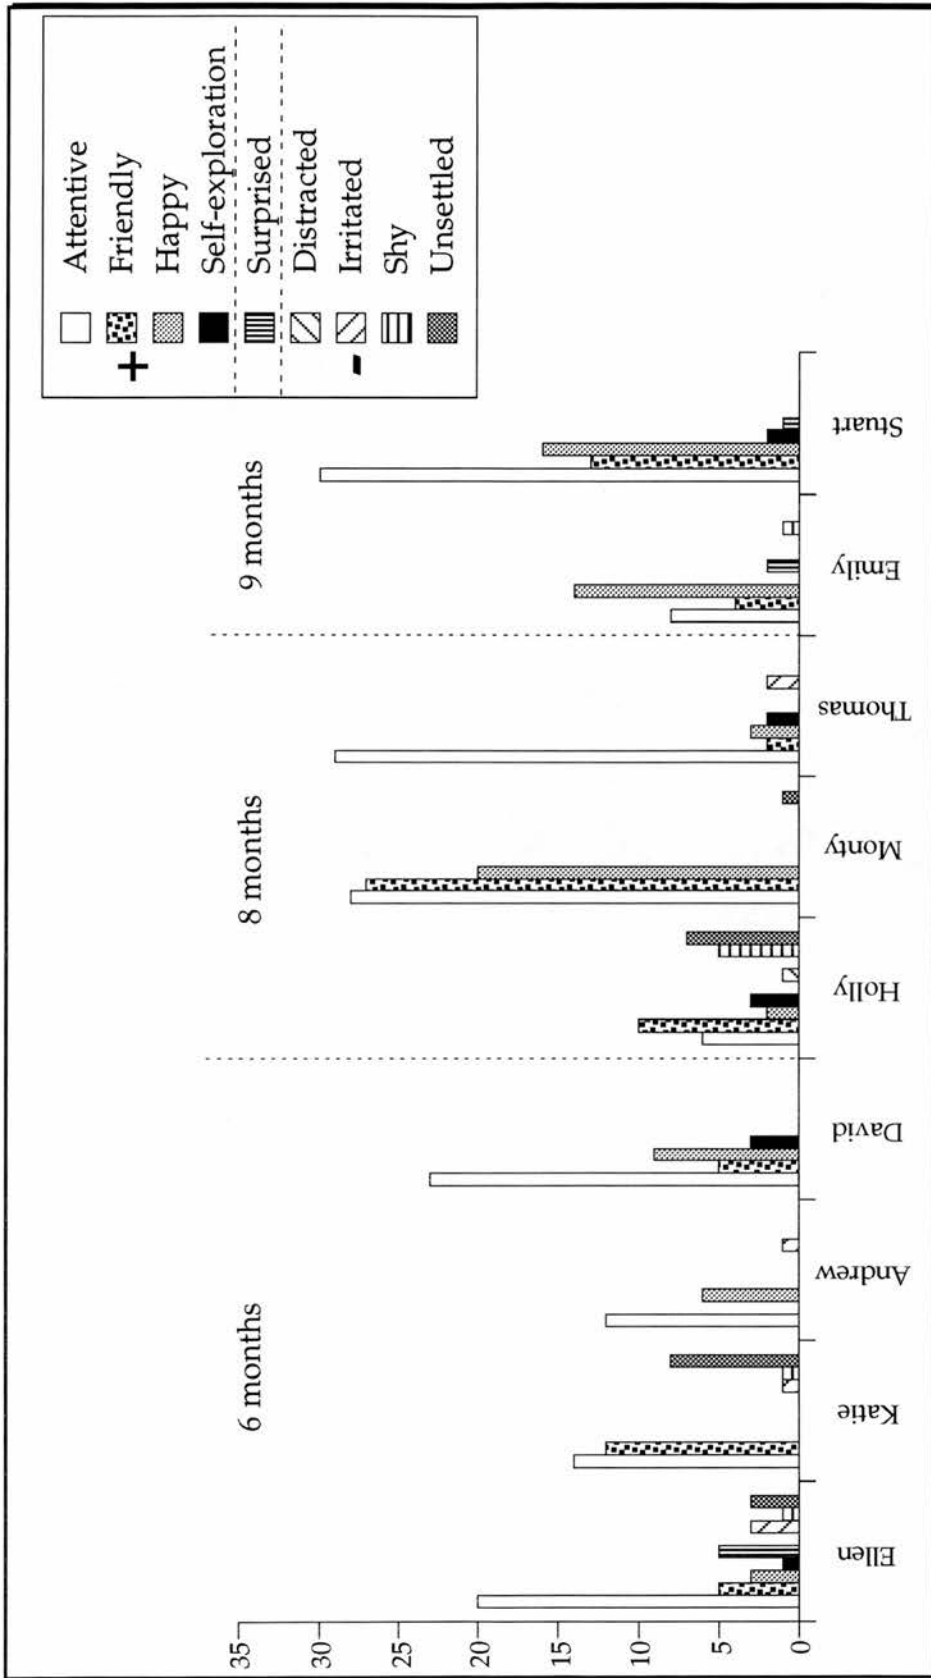 +
Attentive
Friendly
Happy
Self-exploration
Surprised
-
Distracted
Irritated
Shy
Unsettled
6 months
8 months
9 months
35
30
25
20
15
10
5
0
Ellen
Katie
Andrew
David
Holly
Monty
Thomas
Emily
Stuart